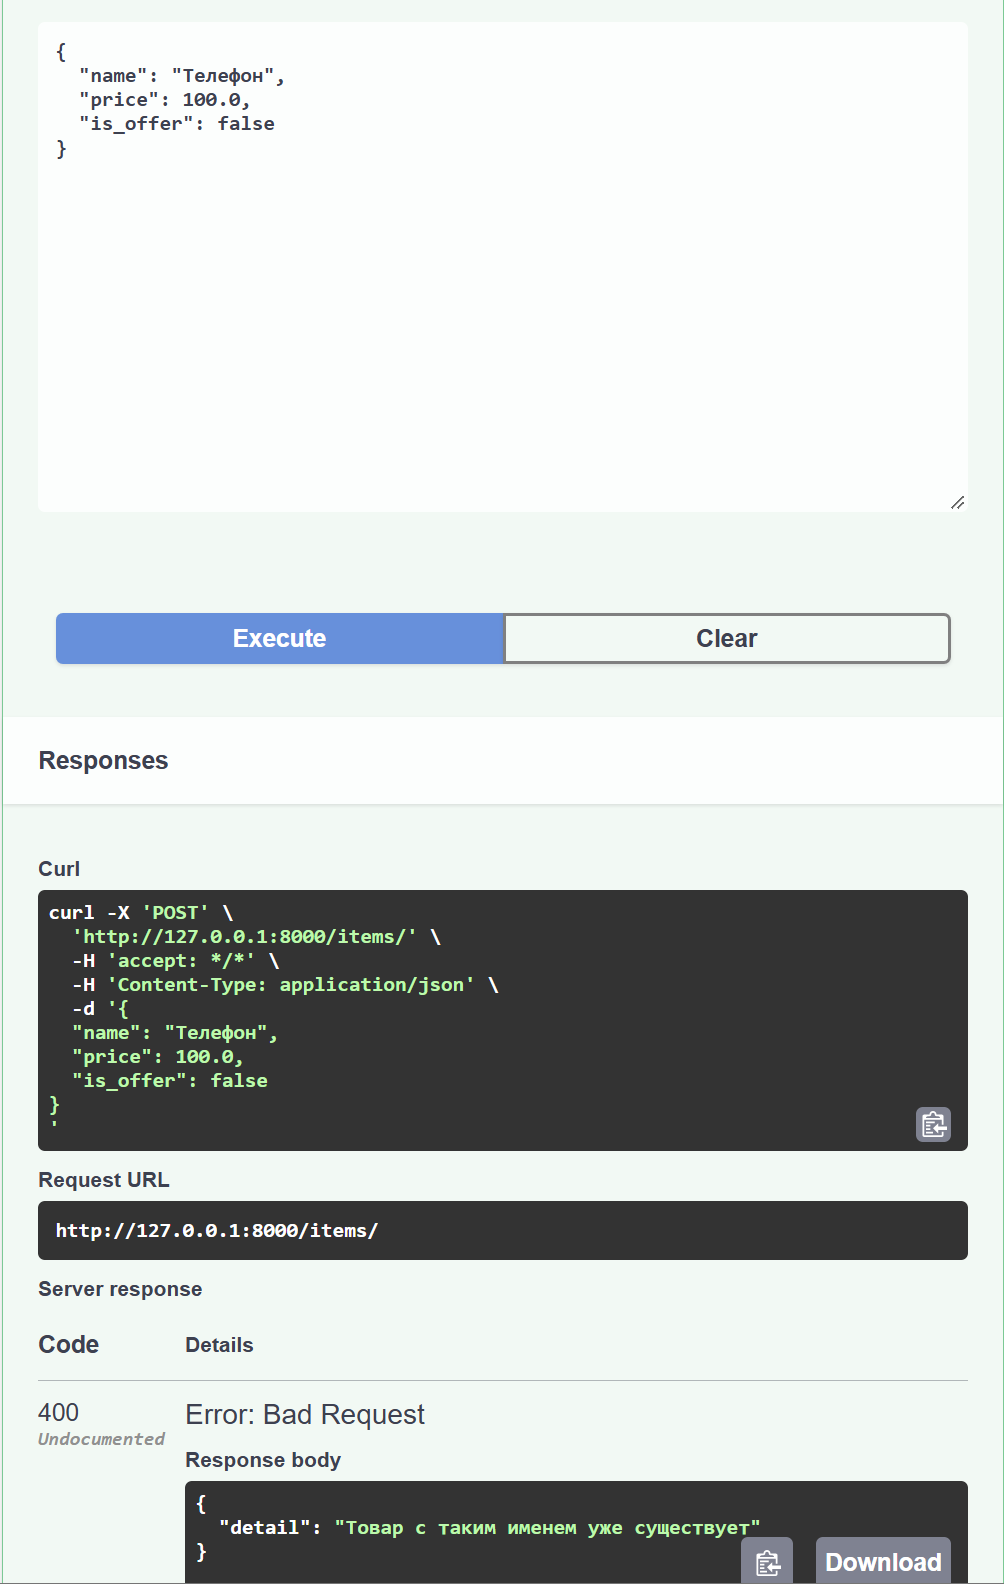 {
  "name": "Телефон",
  "price": 100.0,
  "is_offer": false
}
Execute
Clear
Responses
Curl
curl -X 'POST' \
  'http://127.0.0.1:8000/items/' \
  -H 'accept: */*' \
  -H 'Content-Type: application/json' \
  -d '{
  "name": "Телефон",
  "price": 100.0,
  "is_offer": false
}
'
Request URL
http://127.0.0.1:8000/items/
Server response
Code Details
400 Error: Bad Request
Undocumented
Response body
{
  "detail": "Товар с таким именем уже существует"
}
Download